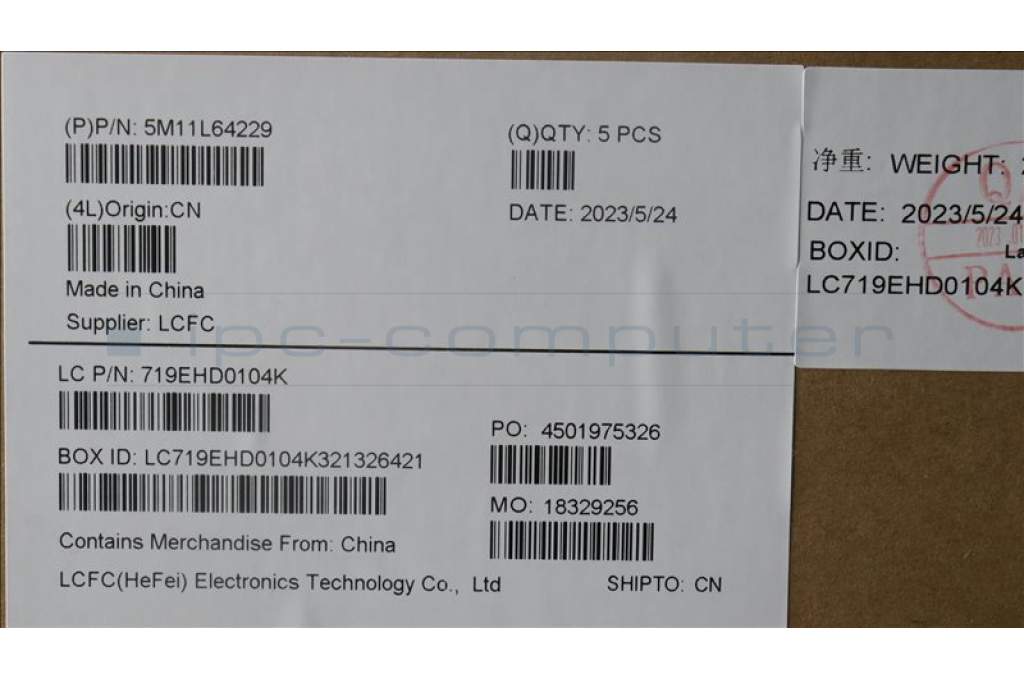 (P)P/N: 5M11L64229
(Q)QTY: 5 PCS
(4L)Origin:CN
DATE: 2023/5/24
Made in China
Supplier: LCFC
LC P/N: 719EHD0104K
PO: 4501975326
BOX ID: LC719EHD0104K321326421
MO: 18329256
Contains Merchandise From: China
LCFC(HeFei) Electronics Technology Co., Ltd
SHIPTO: CN
净重: WEIGHT:
DATE: 2023/5/24
BOXID:
LC719EHD0104K
ipc-computer